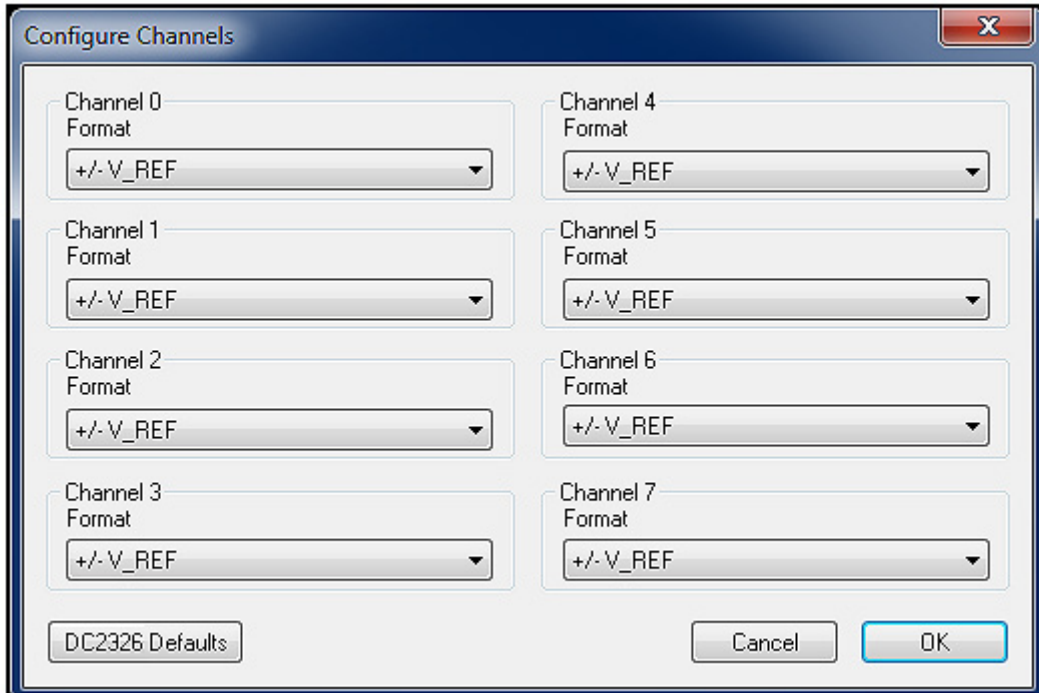 Configure Channels
Channel 0
Format
+/- V_REF
Channel 1
Format
+/- V_REF
Channel 2
Format
+/- V_REF
Channel 3
Format
+/- V_REF
Channel 4
Format
+/- V_REF
Channel 5
Format
+/- V_REF
Channel 6
Format
+/- V_REF
Channel 7
Format
+/- V_REF
DC2326 Defaults
Cancel
OK